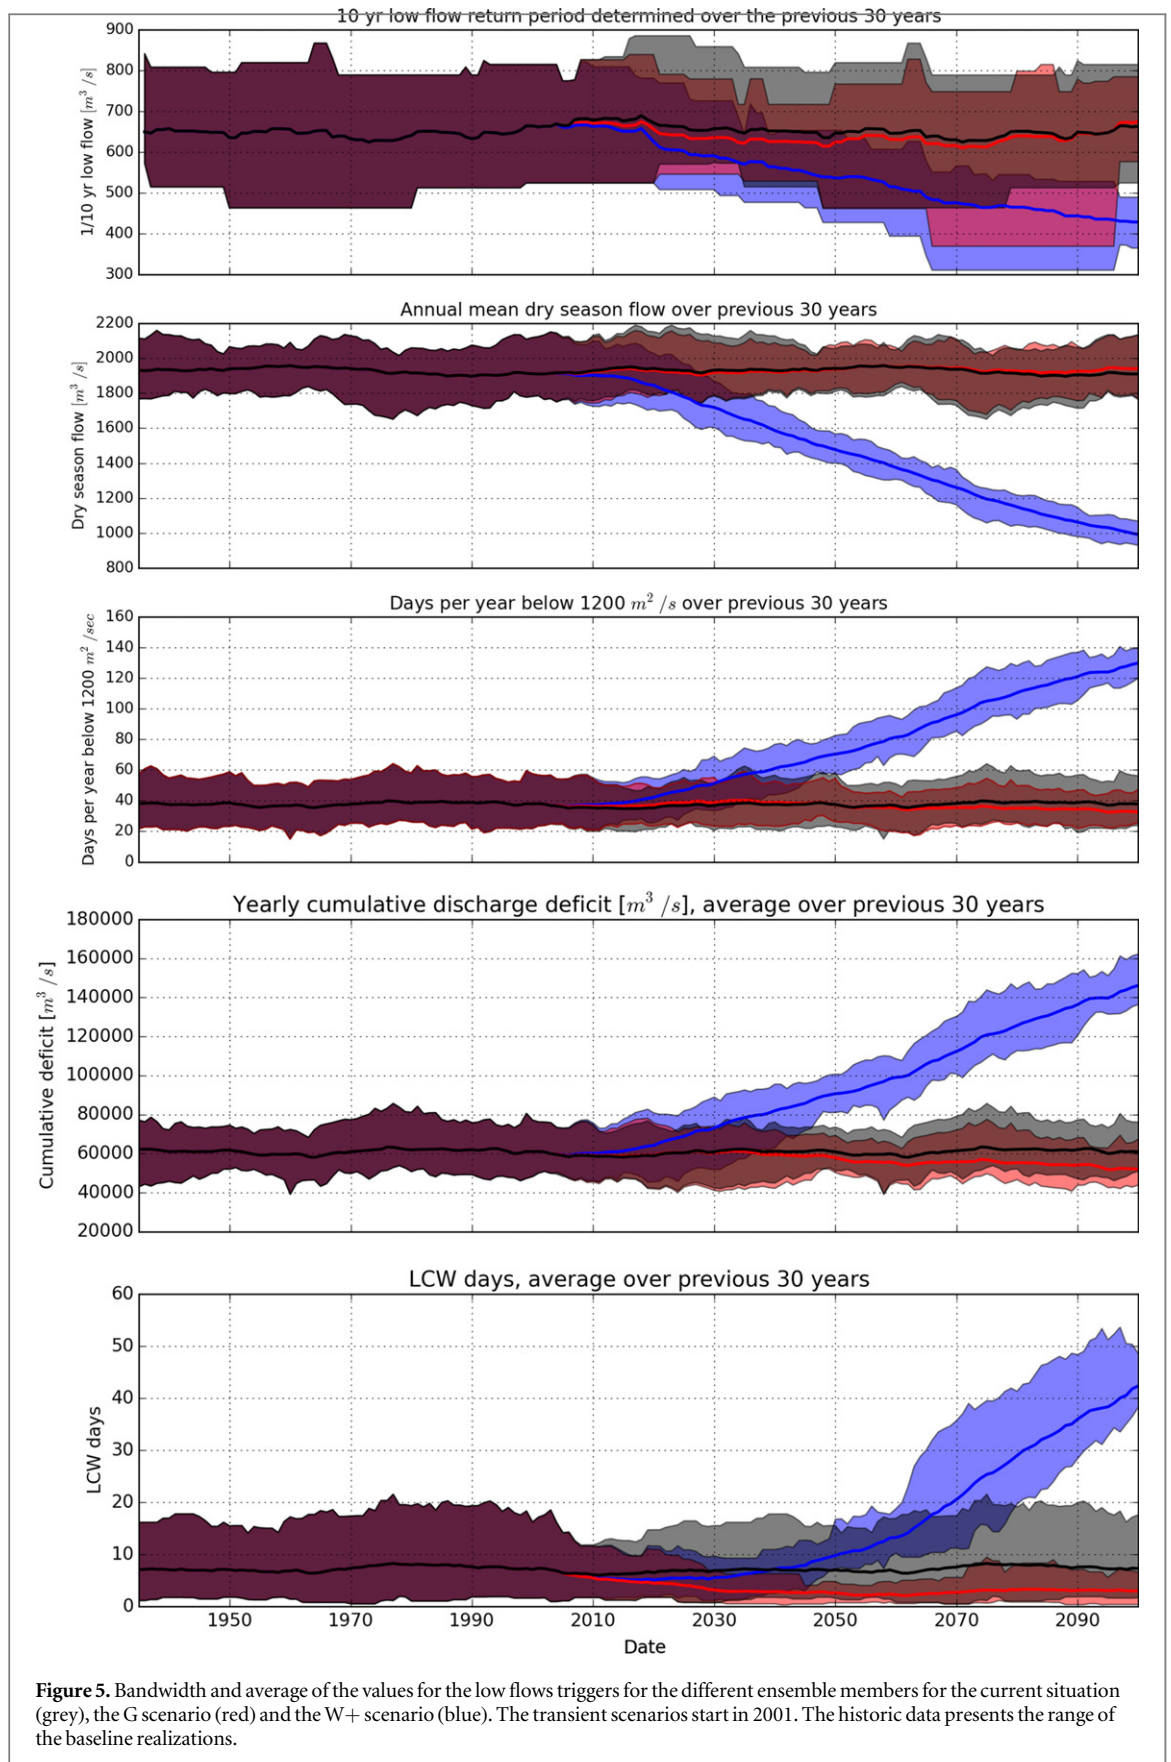 10 yr low flow return period determined over the previous 30 years
1/10 yr low flow [m³/s]
900
800
700
600
500
400
300
Annual mean dry season flow over previous 30 years
Dry season flow [m³/s]
2200
2000
1800
1600
1400
1200
1000
800
Days per year below 1200 m²/s over previous 30 years
Days per year below 1200 m²/sec
160
140
120
100
80
60
40
20
0
Yearly cumulative discharge deficit [m³/s], average over previous 30 years
Cumulative deficit [m³/s]
180000
160000
140000
120000
100000
80000
60000
40000
20000
LCW days, average over previous 30 years
LCW days
60
50
40
30
20
10
0
1950 1970 1990 2010 2030 2050 2070 2090
Date
Figure 5. Bandwidth and average of the values for the low flows triggers for the different ensemble members for the current situation
(grey), the G scenario (red) and the W+ scenario (blue). The transient scenarios start in 2001. The historic data presents the range of
the baseline realizations.